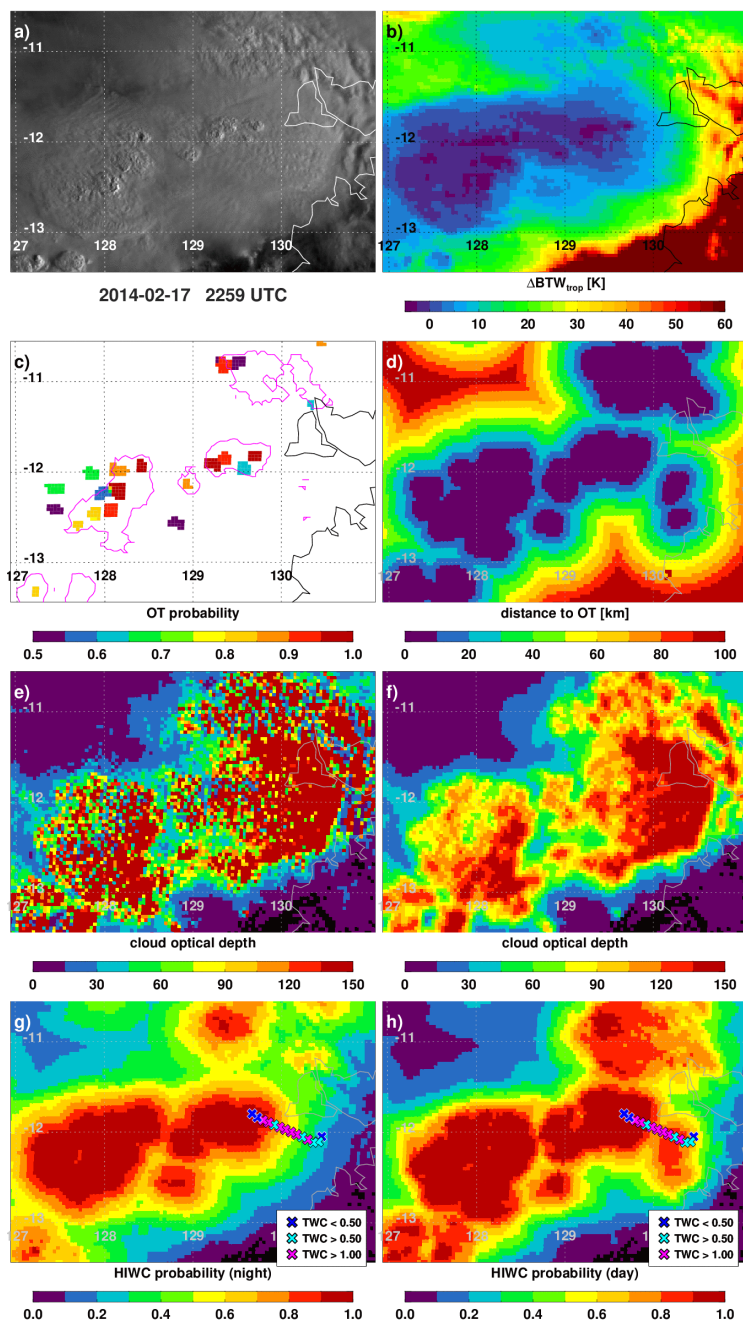 a)
-11
-12
-13
27
128
129
130
2014-02-17 2259 UTC
b)
-11
-12
-13
127
128
129
130
ΔBTWtrop [K]
0 10 20 30 40 50 60
c)
-11
-12
-13
127
128
129
130
OT probability
0.5 0.6 0.7 0.8 0.9 1.0
d)
-11
-12
-13
127
128
129
130
distance to OT [km]
0 20 40 60 80 100
e)
-11
-12
-13
127
128
129
130
cloud optical depth
0 30 60 90 120 150
f)
-11
-12
-13
127
128
129
130
cloud optical depth
0 30 60 90 120 150
g)
-11
-12
-13
127
128
129
TWC < 0.50
TWC > 0.50
TWC > 1.00
HIWC probability (night)
0.0 0.2 0.4 0.6 0.8 1.0
h)
-11
-12
-13
127
128
129
TWC < 0.50
TWC > 0.50
TWC > 1.00
HIWC probability (day)
0.0 0.2 0.4 0.6 0.8 1.0